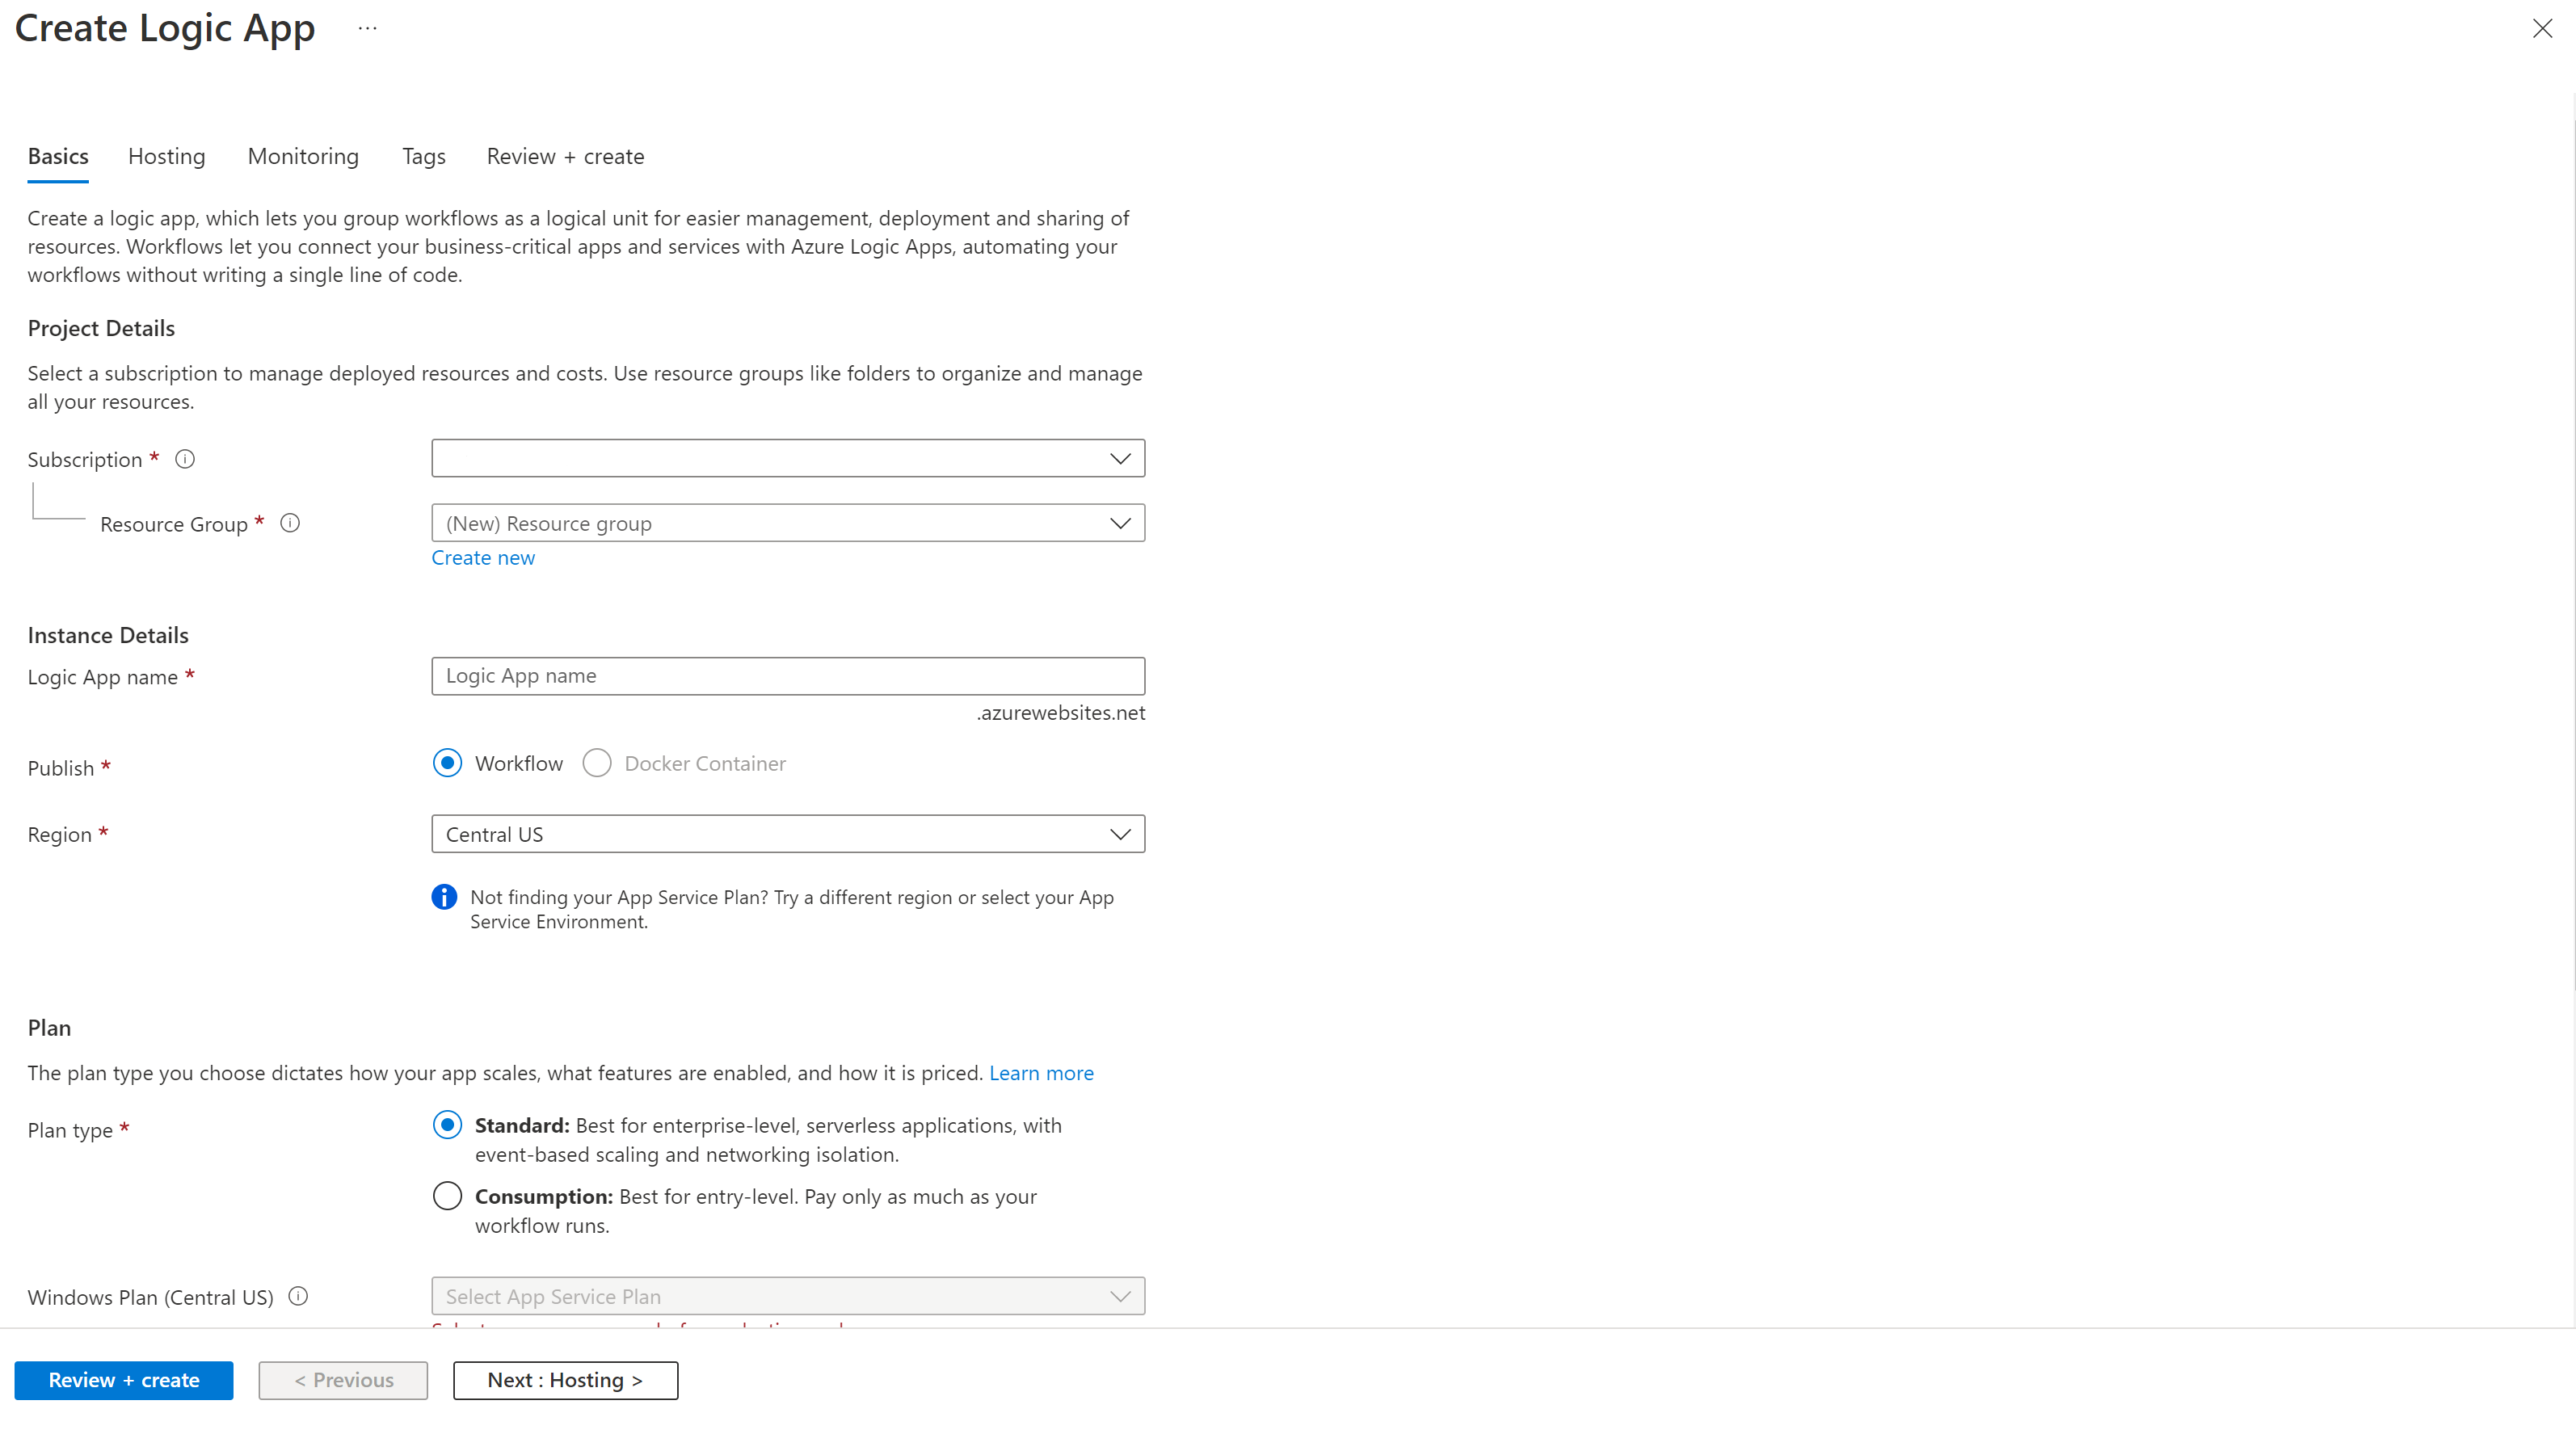 Create Logic App ···
Basics Hosting Monitoring Tags Review + create
Create a logic app, which lets you group workflows as a logical unit for easier management, deployment and sharing of
resources. Workflows let you connect your business-critical apps and services with Azure Logic Apps, automating your
workflows without writing a single line of code.
Project Details
Select a subscription to manage deployed resources and costs. Use resource groups like folders to organize and manage
all your resources.
Subscription *
Resource Group * (New) Resource group
Create new
Instance Details
Logic App name * Logic App name
.azurewebsites.net
Publish * Workflow Docker Container
Region * Central US
Not finding your App Service Plan? Try a different region or select your App
Service Environment.
Plan
The plan type you choose dictates how your app scales, what features are enabled, and how it is priced. Learn more
Plan type * Standard: Best for enterprise-level, serverless applications, with
event-based scaling and networking isolation.
Consumption: Best for entry-level. Pay only as much as your
workflow runs.
Windows Plan (Central US) Select App Service Plan
Review + create < Previous Next : Hosting >